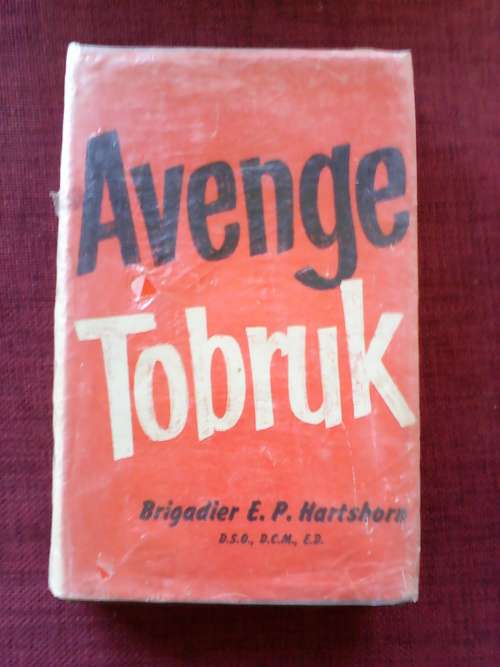 Avenge
Tobruk
Brigadier E. P. Hartshorn
D.S.O., D.C.M., E.D.